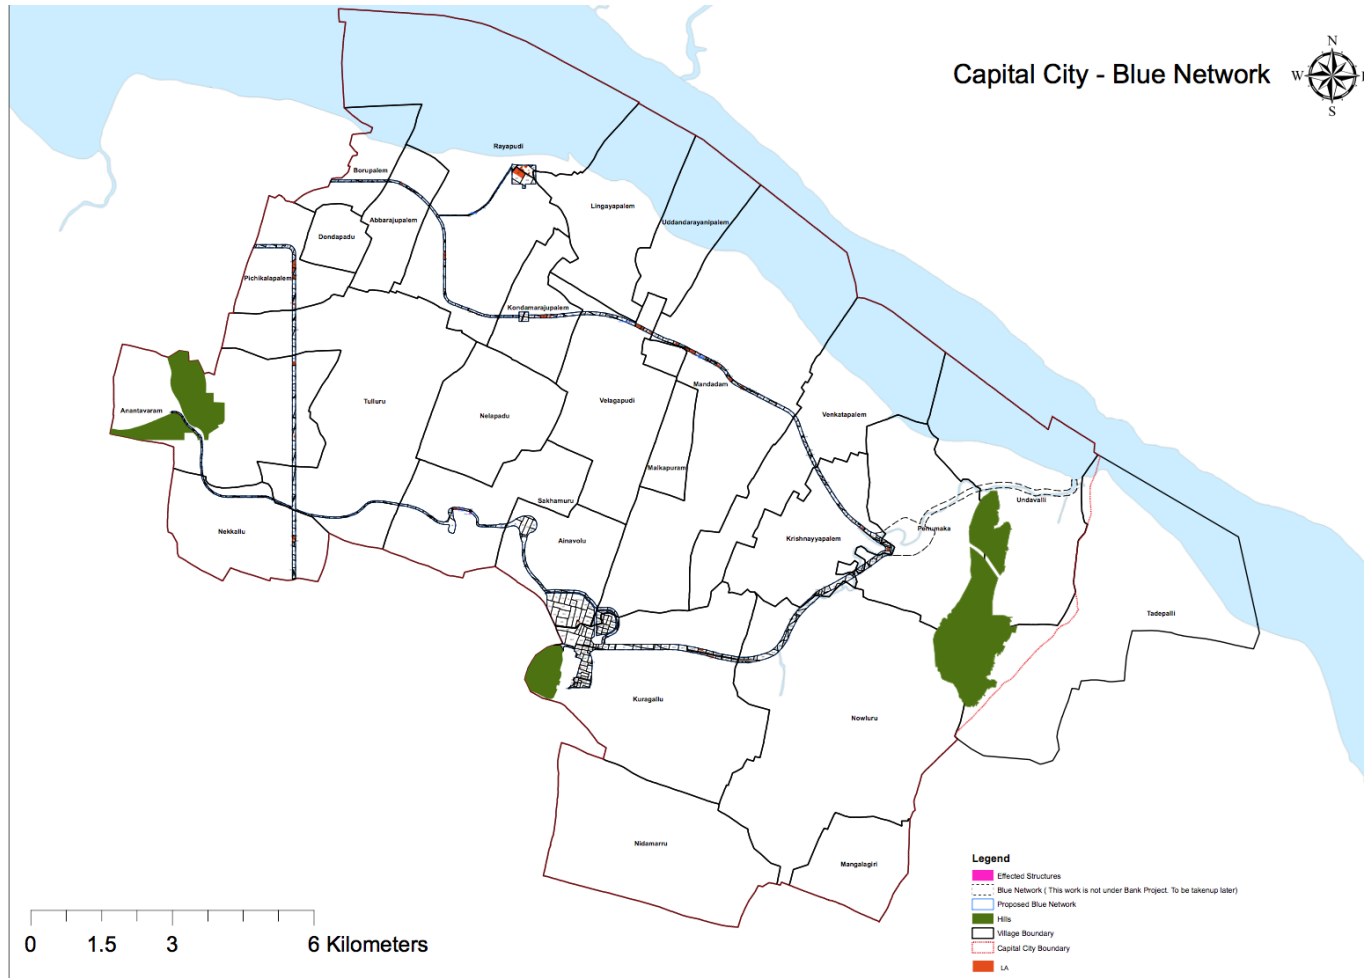 Capital City - Blue Network
N
W
E
S
Rayapudi
Borupalem
Lingayapalem
Abbarajupalem
Uddandarayanipalem
Dondapadu
Pichikalapalem
Kondamarajupalem
Mandadam
Anantavaram
Tulluru
Velagapudi
Nelapadu
Venkatapalem
Malkapuram
Sakhamuru
Undavalli
Nekkallu
Ainavolu
Krishnayyapalem
Penumaka
Tadepalli
Kuragallu
Nowluru
Nidamarru
Mangalagiri
Legend
Effected Structures
Blue Network ( This work is not under Bank Project. To be takenup later)
Proposed Blue Network
Hills
Village Boundary
Capital City Boundary
LA
0 1.5 3 6 Kilometers